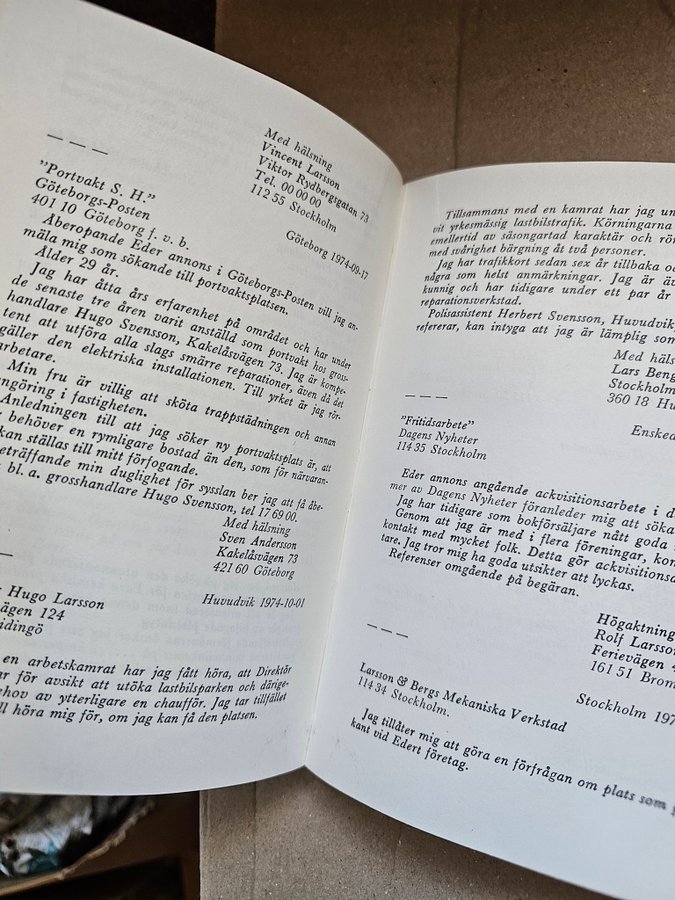 Med hälsning
Vincent Larsson
Viktor Rydbergsgatan 73
Tel. 00 00 00
112 55 Stockholm
– – –
"Portvakt S. H."
Göteborgs-Posten
401 10 Göteborg f. v. b.
Göteborg 1974-09-17
Åberopande Eder annons i Göteborgs-Posten vill jag an-
mäla mig som sökande till portvaktsplatsen.
Ålder 29 år.
Jag har åtta års erfarenhet på området och har under
de senaste tre åren varit anställd som portvakt hos gross-
handlare Hugo Svensson, Kakelåsvägen 73. Jag är kompe-
tent att utföra alla slags smärre reparationer, även då det
gäller den elektriska installationen. Till yrket är jag rör-
arbetare.
Min fru är villig att sköta trappstädningen och annan
rengöring i fastigheten.
Anledningen till att jag söker ny portvaktsplats är, att
behöver en rymligare bostad än den, som för närvaran-
kan ställas till mitt förfogande.
beträffande min duglighet för sysslan ber jag att få åbe-
bl. a. grosshandlare Hugo Svensson, tel 17 69 00.
Med hälsning
Sven Andersson
Kakelåsvägen 73
421 60 Göteborg
Hugo Larsson
vägen 124
Lidingö
Huvudvik 1974-10-01
en arbetskamrat har jag fått höra, att Direktör
ar för avsikt att utöka lastbilsparken och därige-
behov av ytterligare en chaufför. Jag tar tillfället
ll höra mig för, om jag kan få den platsen.
Tillsammans med en kamrat har jag un
vit yrkesmässig lastbilstrafik. Körningarna
emellertid av säsongartad karaktär och rör
med svårighet bärgning åt två personer.
Jag har trafikkort sedan sex år tillbaka oc
några som helst anmärkningar. Jag är äv
kunnig och har tidigare under ett par år
reparationsverkstad.
Polisassistent Herbert Svensson, Huvudvik,
refererar, kan intyga att jag är lämplig som
Med häls
Lars Beng
Stockholm
360 18 Hu
– – –
"Fritidsarbete"
Dagens Nyheter
114 35 Stockholm
Ensked
Eder annons angående ackvisitionsarbete i d
mer av Dagens Nyheter föranleder mig att söka
Jag har tidigare som bokförsäljare nått goda
Genom att jag är med i flera föreningar, kom
kontakt med mycket folk. Detta gör ackvisitionsa
tare. Jag tror mig ha goda utsikter att lyckas.
Referenser omgående på begäran.
Högaktning
Rolf Larsson
Ferievägen 4
161 51 Brom
– – –
Larsson & Bergs Mekaniska Verkstad
114 34 Stockholm.
Stockholm 197
Jag tillåter mig att göra en förfrågan om plats som
kant vid Edert företag.